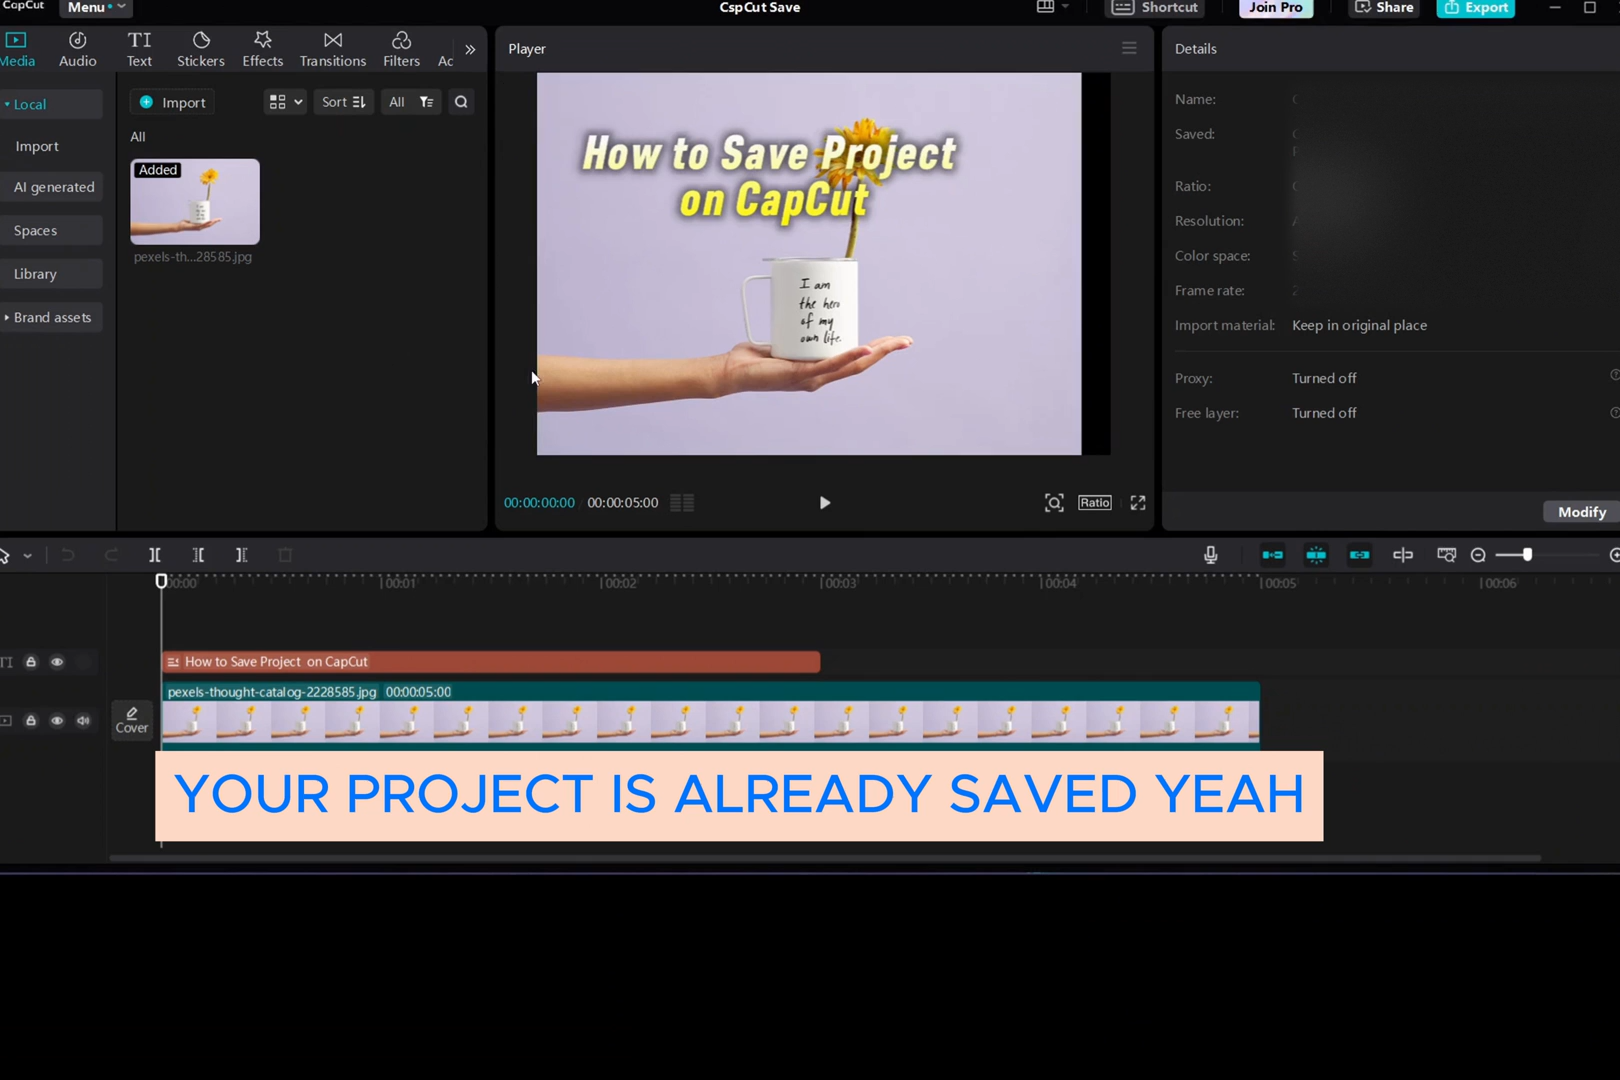 CapCut
Menu
CspCut Save
Shortcut
Join Pro
Share
Export
Media
Audio
TI
Text
Stickers
Effects
Transitions
Filters
Player
Details
Local
Import
AI generated
Spaces
Library
Brand assets
Import
Sort
All
All
Added
pexels-th...28585.jpg
How to Save Project
on CapCut
I am
the hero
of my
own life.
00:00:00:00 / 00:00:05:00
Ratio
Name:
Saved:
Ratio:
Resolution:
Color space:
Frame rate:
Import material: Keep in original place
Proxy: Turned off
Free layer: Turned off
Modify
00:00 00:01 00:02 00:03 00:04 00:05 00:06
TI
How to Save Project on CapCut
pexels-thought-catalog-2228585.jpg 00:00:05:00
Cover
YOUR PROJECT IS ALREADY SAVED YEAH